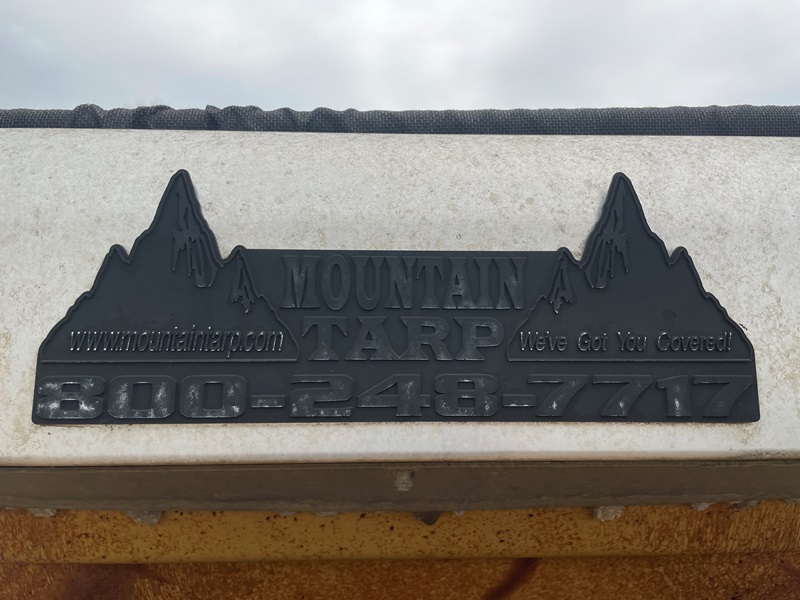 MOUNTAIN
TARP
www.mountaintarp.com
We've Got You Covered!
800-248-7717